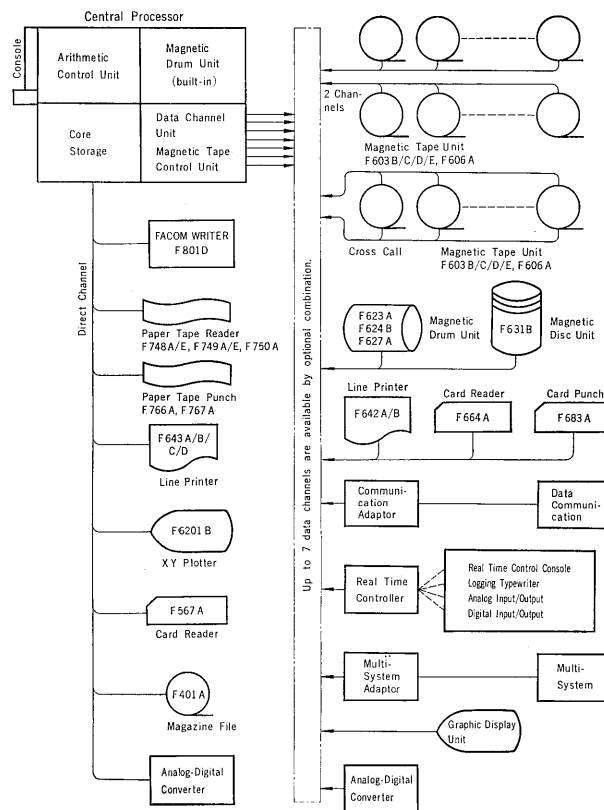 Central Processor
Console
Arithmetic
Control Unit
Magnetic
Drum Unit
(built-in)
Core
Storage
Data Channel
Unit
Magnetic Tape
Control Unit
Direct Channel
FACOM WRITER
F801D
Paper Tape Reader
F748A/E, F749A/E, F750A
Paper Tape Punch
F766A, F767A
F643A/B/
C/D
Line Printer
F6201B
XY Plotter
F567A
Card Reader
F401A
Magazine File
Analog-Digital
Converter
Up to 7 data channels are available by optional combination.
2 Chan-
nels
Magnetic Tape Unit
F603B/C/D/E, F606A
Cross Call
Magnetic Tape Unit
F603B/C/D/E, F606A
F623A
F624B
F627A
Magnetic
Drum Unit
F631B
Magnetic
Disc Unit
Line Printer
F642A/B
Card Reader
F664A
Card Punch
F683A
Communi-
cation
Adaptor
Data
Communi-
cation
Real Time
Controller
Real Time Control Console
Logging Typewriter
Analog Input/Output
Digital Input/Output
Multi-
System
Adaptor
Multi-
System
Graphic Display
Unit
Analog-Digital
Converter